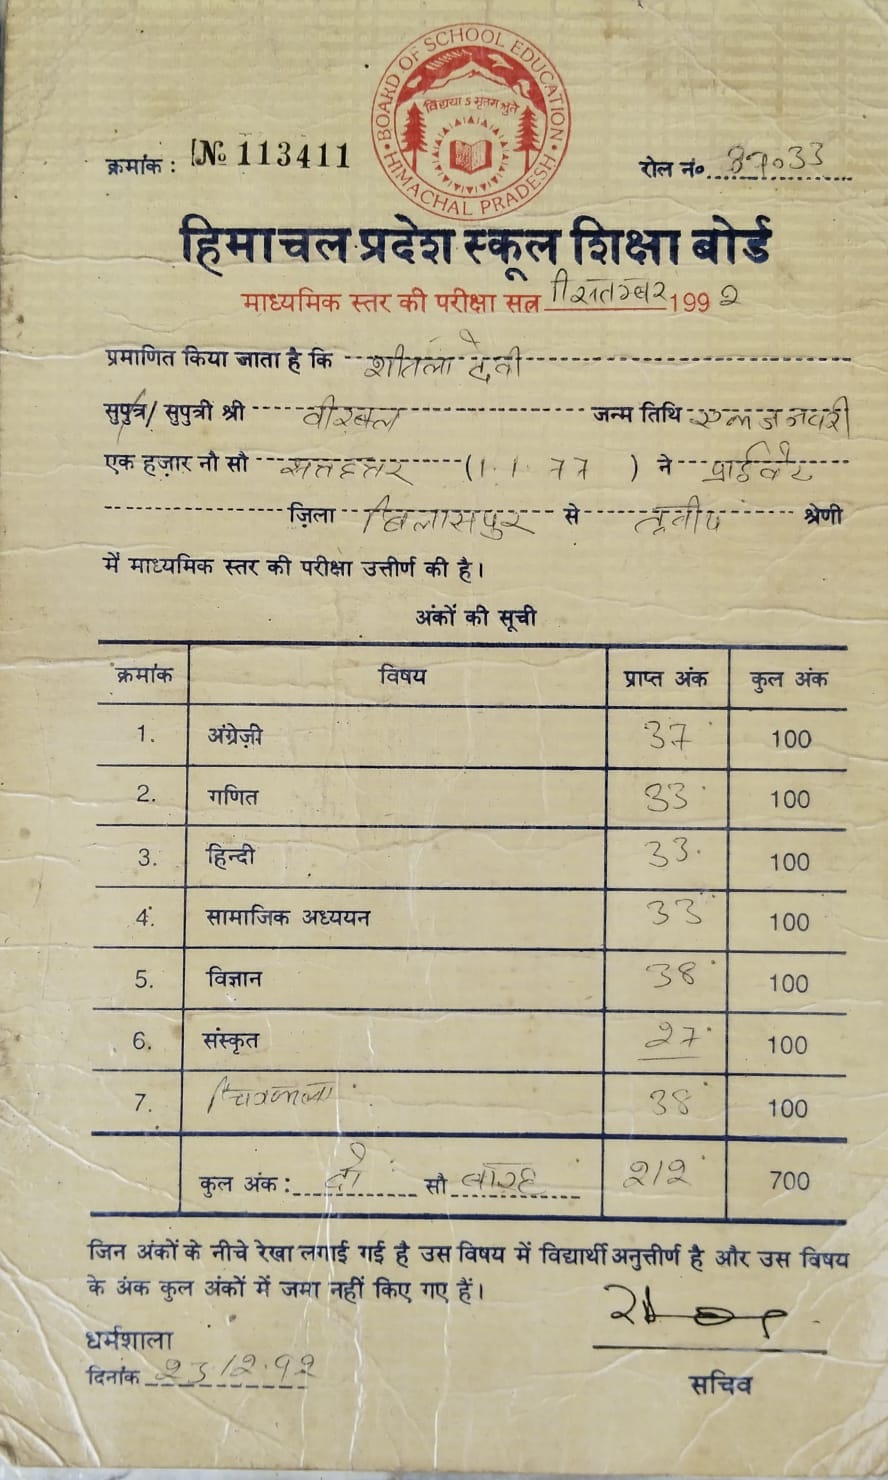 BOARD OF SCHOOL EDUCATION
विद्यया ऽ मृतमश्नुते
HIMACHAL PRADESH
क्रमांक : № 113411 रोल नं० 37033
हिमाचल प्रदेश स्कूल शिक्षा बोर्ड
माध्यमिक स्तर की परीक्षा सत्र सितम्बर 1992
प्रमाणित किया जाता है कि शीतला देवी
सुपुत्र/ सुपुत्री श्री वीरबल जन्म तिथि एक जनवरी
एक हज़ार नौ सौ सतहत्तर (1.1.77) ने प्राईवेट
ज़िला बिलासपुर से तृतीय श्रेणी
में माध्यमिक स्तर की परीक्षा उत्तीर्ण की है।
अंकों की सूची
क्रमांक विषय प्राप्त अंक कुल अंक
1. अंग्रेज़ी 37 100
2. गणित 33 100
3. हिन्दी 33 100
4. सामाजिक अध्ययन 33 100
5. विज्ञान 38 100
6. संस्कृत 27 100
7. चित्रकला 38 100
कुल अंक : दो सौ बारह 212 700
जिन अंकों के नीचे रेखा लगाई गई है उस विषय में विद्यार्थी अनुत्तीर्ण है और उस विषय
के अंक कुल अंकों में जमा नहीं किए गए हैं।
धर्मशाला
दिनांक 23/2.92
सचिव